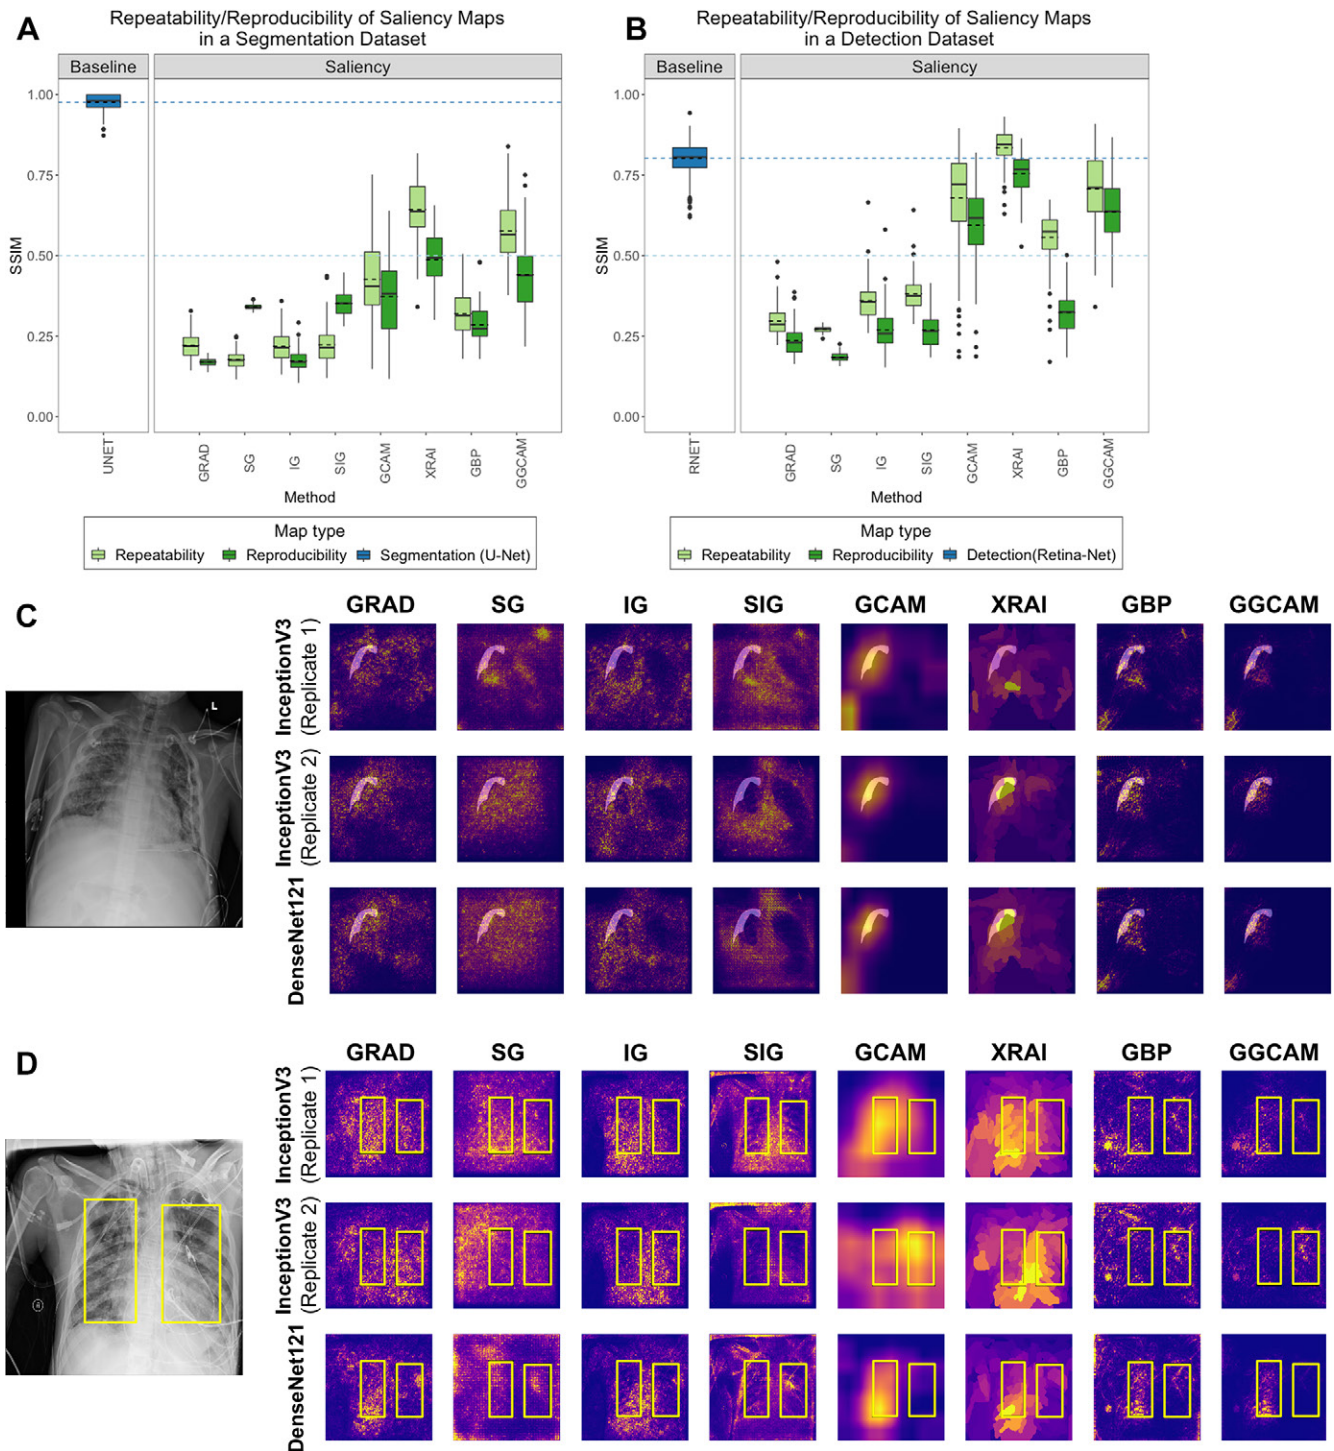 A
Repeatability/Reproducibility of Saliency Maps
in a Segmentation Dataset
Baseline
Saliency
1.00
0.75
0.50
0.25
0.00
SSIM
UNET
GRAD
SG
IG
SIG
GCAM
XRAI
GBP
GGCAM
Method
Map type
Repeatability
Reproducibility
Segmentation (U-Net)
B
Repeatability/Reproducibility of Saliency Maps
in a Detection Dataset
Baseline
Saliency
1.00
0.75
0.50
0.25
0.00
SSIM
RNET
GRAD
SG
IG
SIG
GCAM
XRAI
GBP
GGCAM
Method
Map type
Repeatability
Reproducibility
Detection(Retina-Net)
C
GRAD SG IG SIG GCAM XRAI GBP GGCAM
L
InceptionV3
(Replicate 1)
InceptionV3
(Replicate 2)
DenseNet121
D
GRAD SG IG SIG GCAM XRAI GBP GGCAM
InceptionV3
(Replicate 1)
InceptionV3
(Replicate 2)
DenseNet121